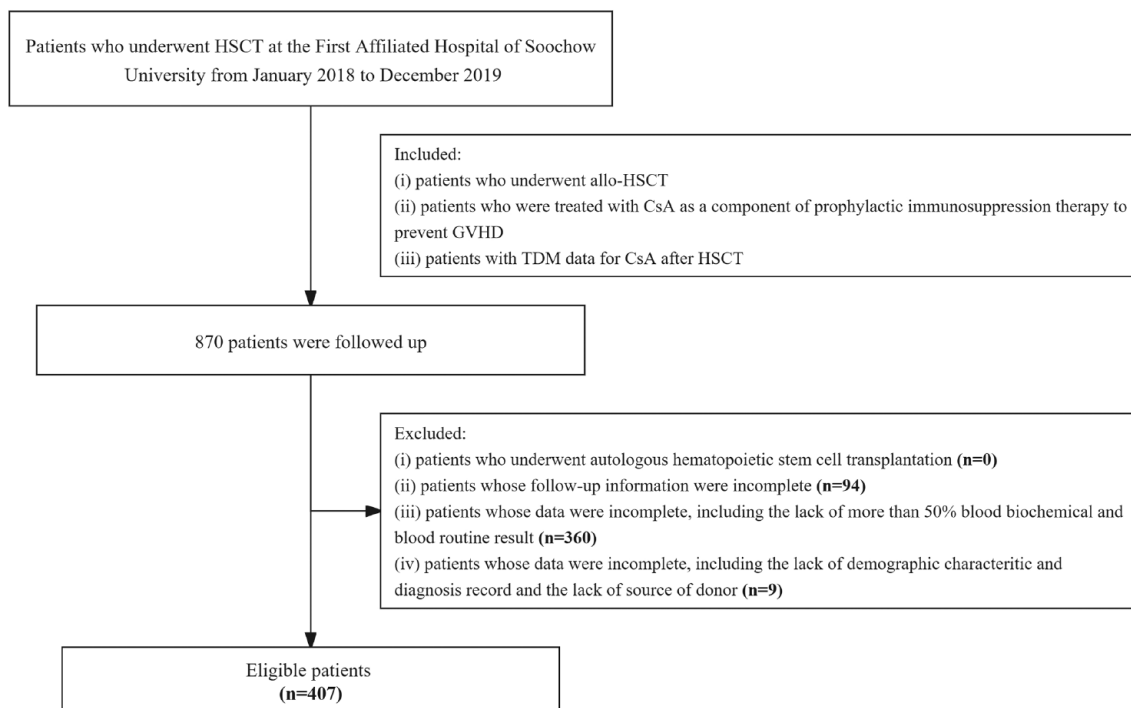 Patients who underwent HSCT at the First Affiliated Hospital of Soochow
University from January 2018 to December 2019
Included:
(i) patients who underwent allo-HSCT
(ii) patients who were treated with CsA as a component of prophylactic immunosuppression therapy to
prevent GVHD
(iii) patients with TDM data for CsA after HSCT
870 patients were followed up
Excluded:
(i) patients who underwent autologous hematopoietic stem cell transplantation (n=0)
(ii) patients whose follow-up information were incomplete (n=94)
(iii) patients whose data were incomplete, including the lack of more than 50% blood biochemical and
blood routine result (n=360)
(iv) patients whose data were incomplete, including the lack of demographic characteritic and
diagnosis record and the lack of source of donor (n=9)
Eligible patients
(n=407)